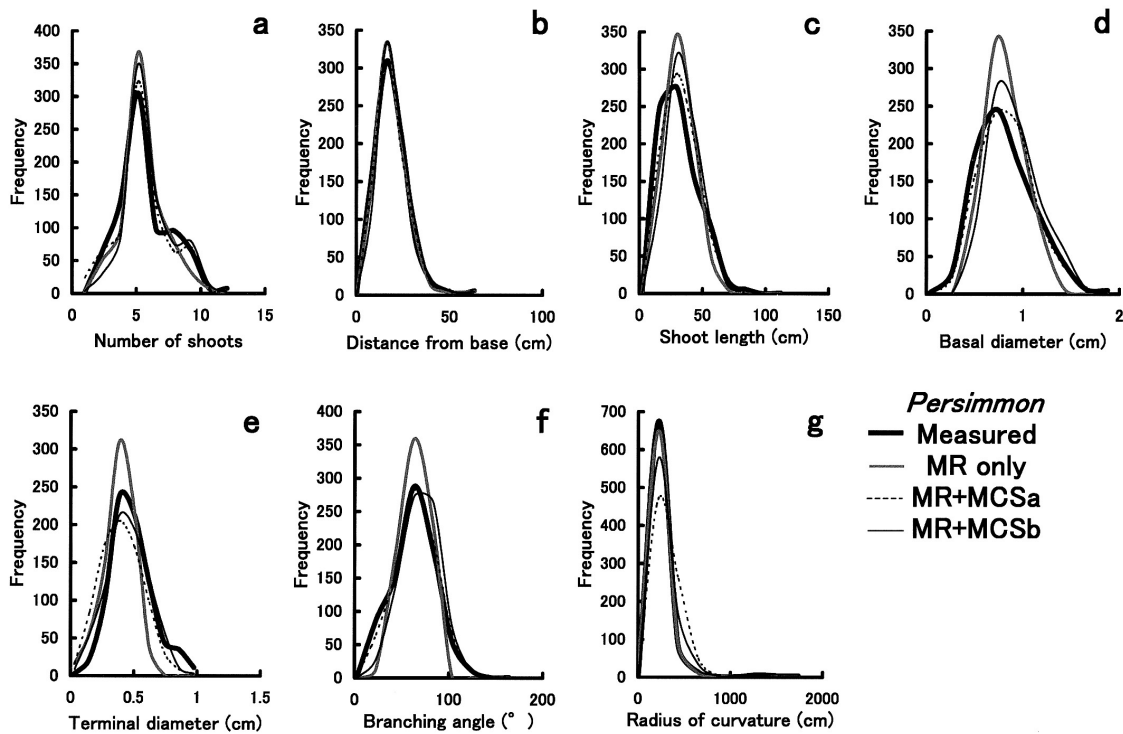 a
Frequency
400
350
300
250
200
150
100
50
0
0 5 10 15
Number of shoots
b
Frequency
350
300
250
200
150
100
50
0
0 50 100
Distance from base (cm)
c
Frequency
400
350
300
250
200
150
100
50
0
0 50 100 150
Shoot length (cm)
d
Frequency
400
350
300
250
200
150
100
50
0
0 1 2
Basal diameter (cm)
e
Frequency
350
300
250
200
150
100
50
0
0 0.5 1 1.5
Terminal diameter (cm)
f
Frequency
400
350
300
250
200
150
100
50
0
0 100 200
Branching angle (° )
g
Frequency
700
600
500
400
300
200
100
0
0 1000 2000
Radius of curvature (cm)
Persimmon
Measured
MR only
MR+MCSa
MR+MCSb